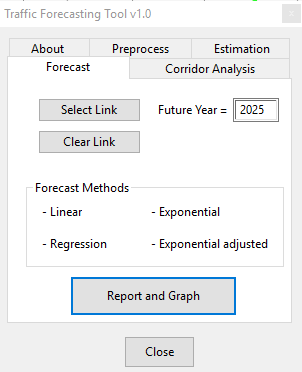 Traffic Forecasting Tool v1.0
About Preprocess Estimation
Forecast Corridor Analysis
Select Link Future Year = 2025
Clear Link
Forecast Methods
- Linear - Exponential
- Regression - Exponential adjusted
Report and Graph
Close